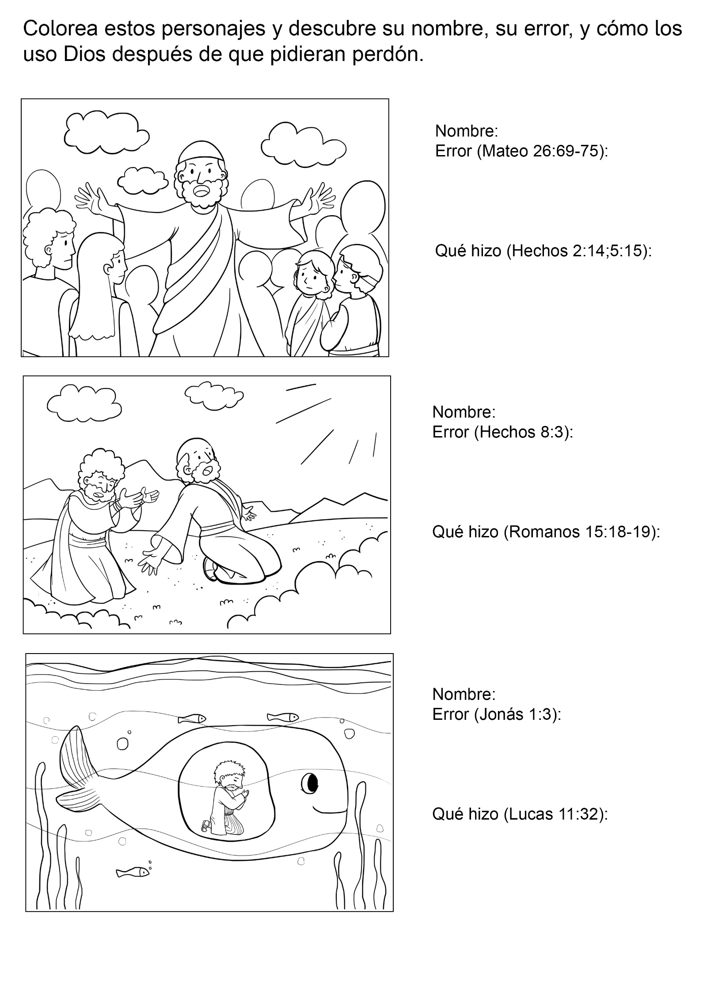 Colorea estos personajes y descubre su nombre, su error, y cómo los
uso Dios después de que pidieran perdón.
Nombre:
Error (Mateo 26:69-75):
Qué hizo (Hechos 2:14;5:15):
Nombre:
Error (Hechos 8:3):
Qué hizo (Romanos 15:18-19):
Nombre:
Error (Jonás 1:3):
Qué hizo (Lucas 11:32):